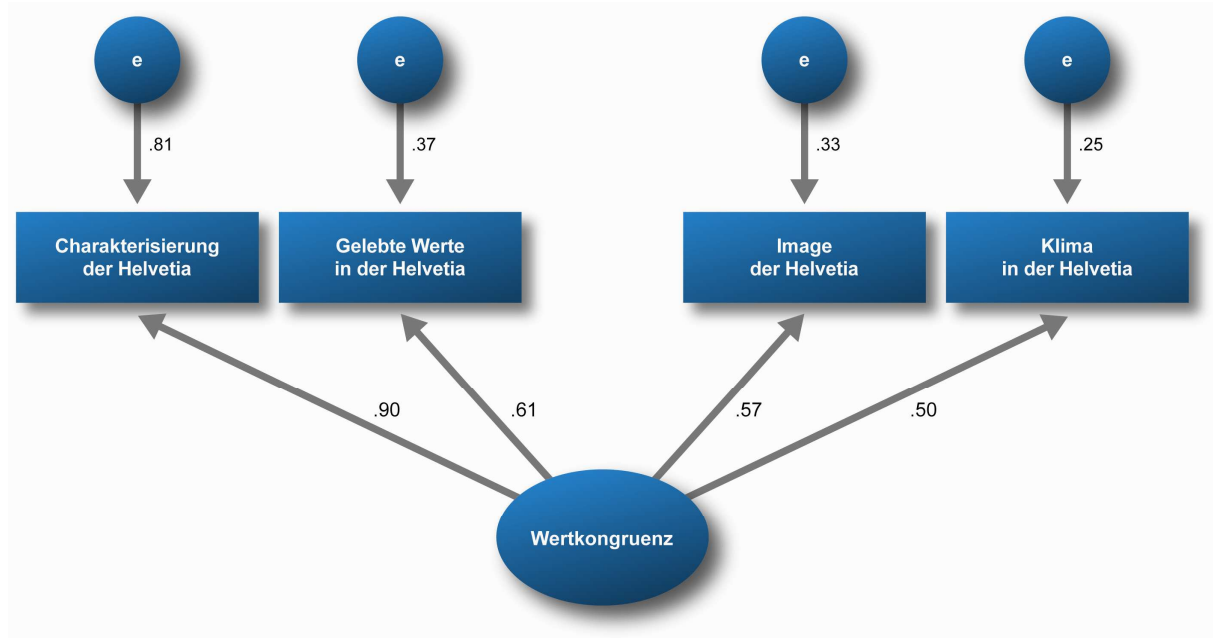 e
e
e
e
.81
.37
.33
.25
Charakterisierung
der Helvetia
Gelebte Werte
in der Helvetia
Image
der Helvetia
Klima
in der Helvetia
.90
.61
.57
.50
Wertkongruenz